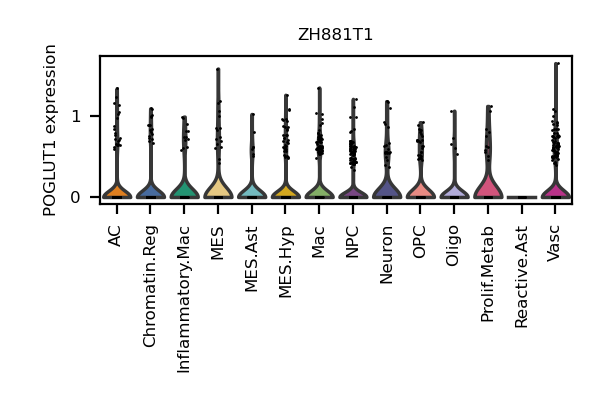 ZH881T1
POGLUT1 expression
1
0
AC
Chromatin.Reg
Inflammatory.Mac
MES
MES.Ast
MES.Hyp
Mac
NPC
Neuron
OPC
Oligo
Prolif.Metab
Reactive.Ast
Vasc